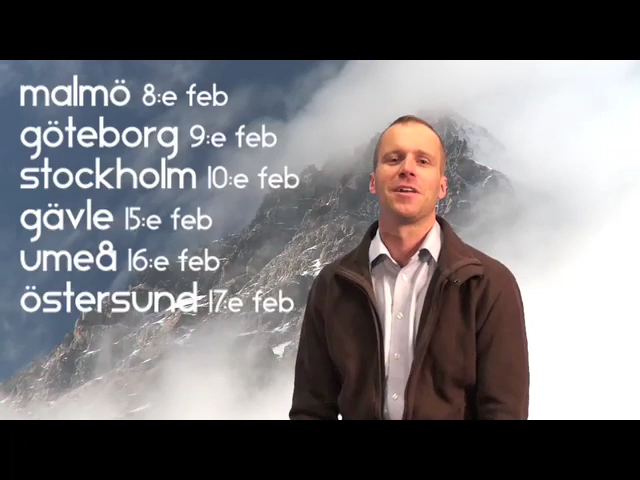 malmö 8:e feb
göteborg 9:e feb
stockholm 10:e feb
gävle 15:e feb
umeå 16:e feb
östersund 17:e feb